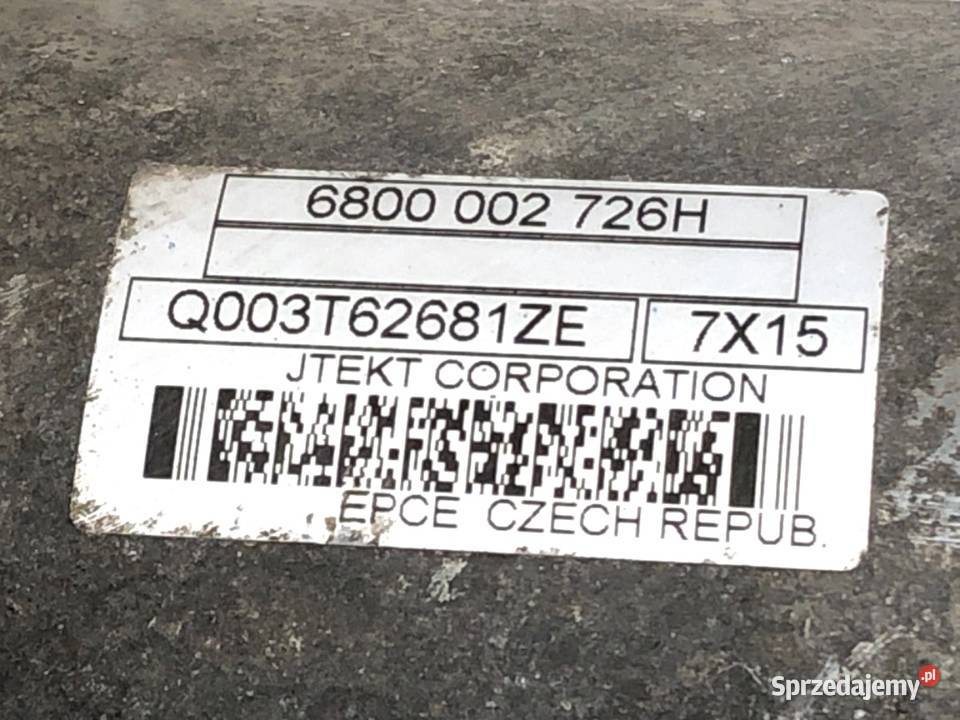 6800 002 726H
Q003T62681ZE 7X15
JTEKT CORPORATION
EPCE CZECH REPUB.
Sprzedajemy.pl